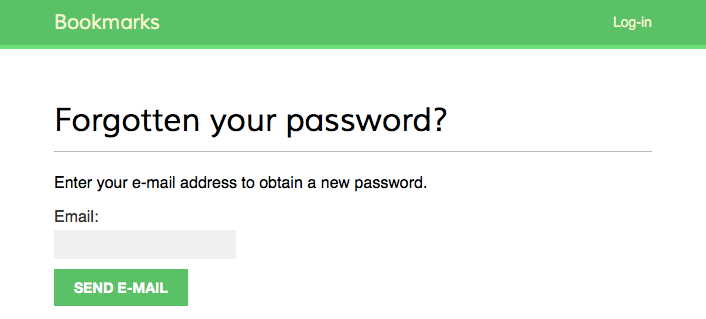 Bookmarks
Log-in
Forgotten your password?
Enter your e-mail address to obtain a new password.
Email:
SEND E-MAIL